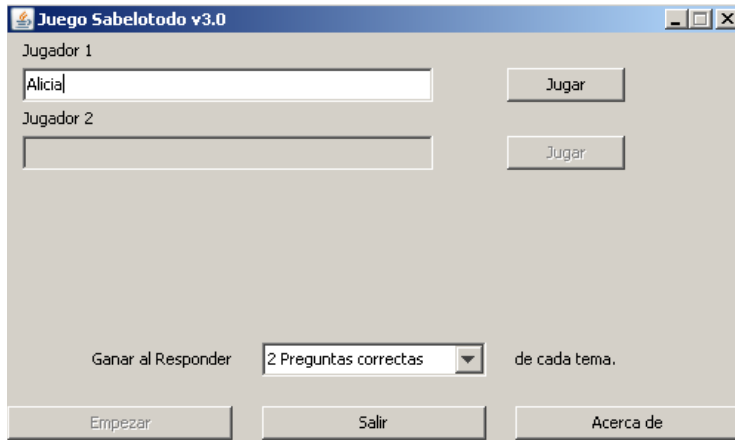 Juego Sabelotodo v3.0
Jugador 1
Alicia
Jugar
Jugador 2
Jugar
Ganar al Responder 2 Preguntas correctas de cada tema.
Empezar Salir Acerca de